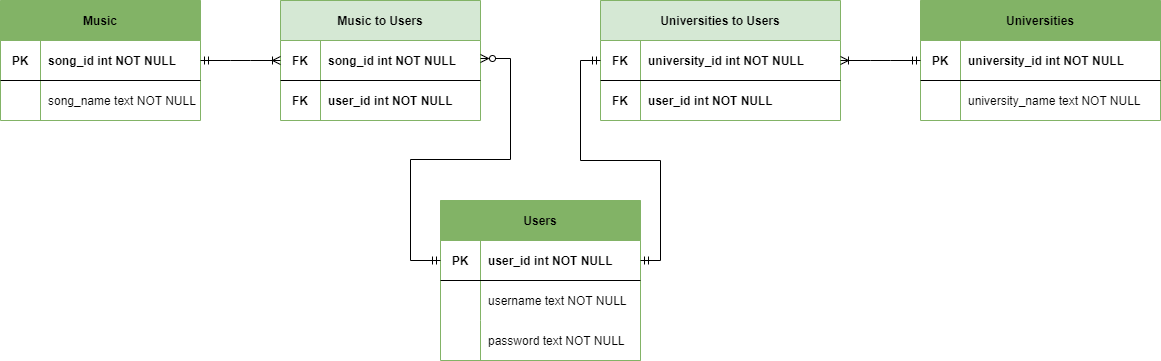 Music
PK song_id int NOT NULL
song_name text NOT NULL
Music to Users
FK song_id int NOT NULL
FK user_id int NOT NULL
Universities to Users
FK university_id int NOT NULL
FK user_id int NOT NULL
Universities
PK university_id int NOT NULL
university_name text NOT NULL
Users
PK user_id int NOT NULL
username text NOT NULL
password text NOT NULL